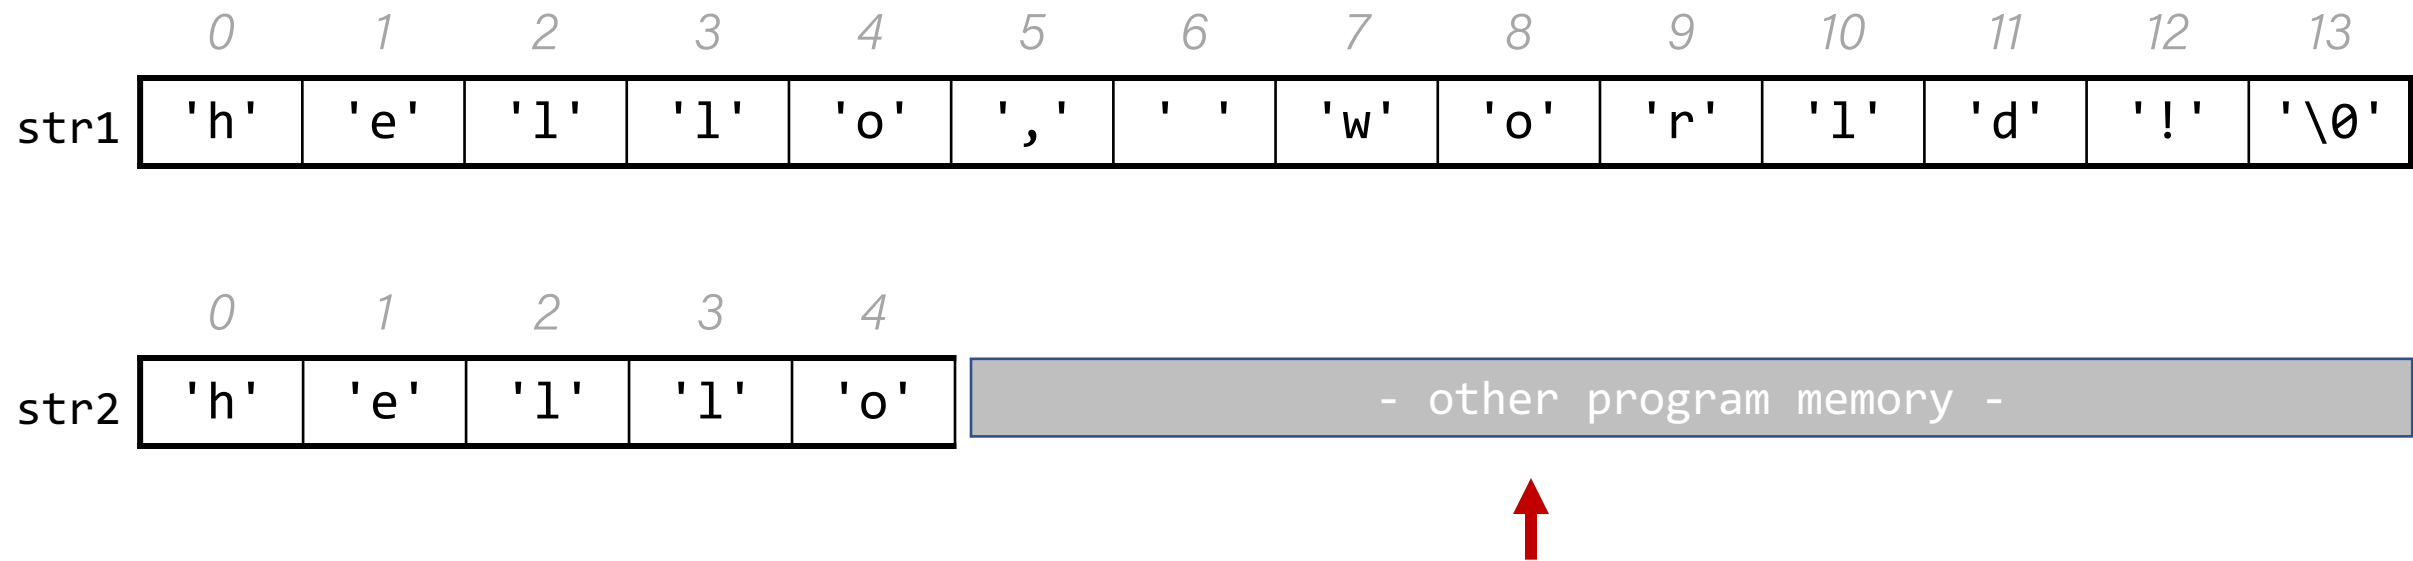 0 1 2 3 4 5 6 7 8 9 10 11 12 13
str1 'h' 'e' 'l' 'l' 'o' ',' ' ' 'w' 'o' 'r' 'l' 'd' '!' '\0'
0 1 2 3 4
str2 'h' 'e' 'l' 'l' 'o' - other program memory -